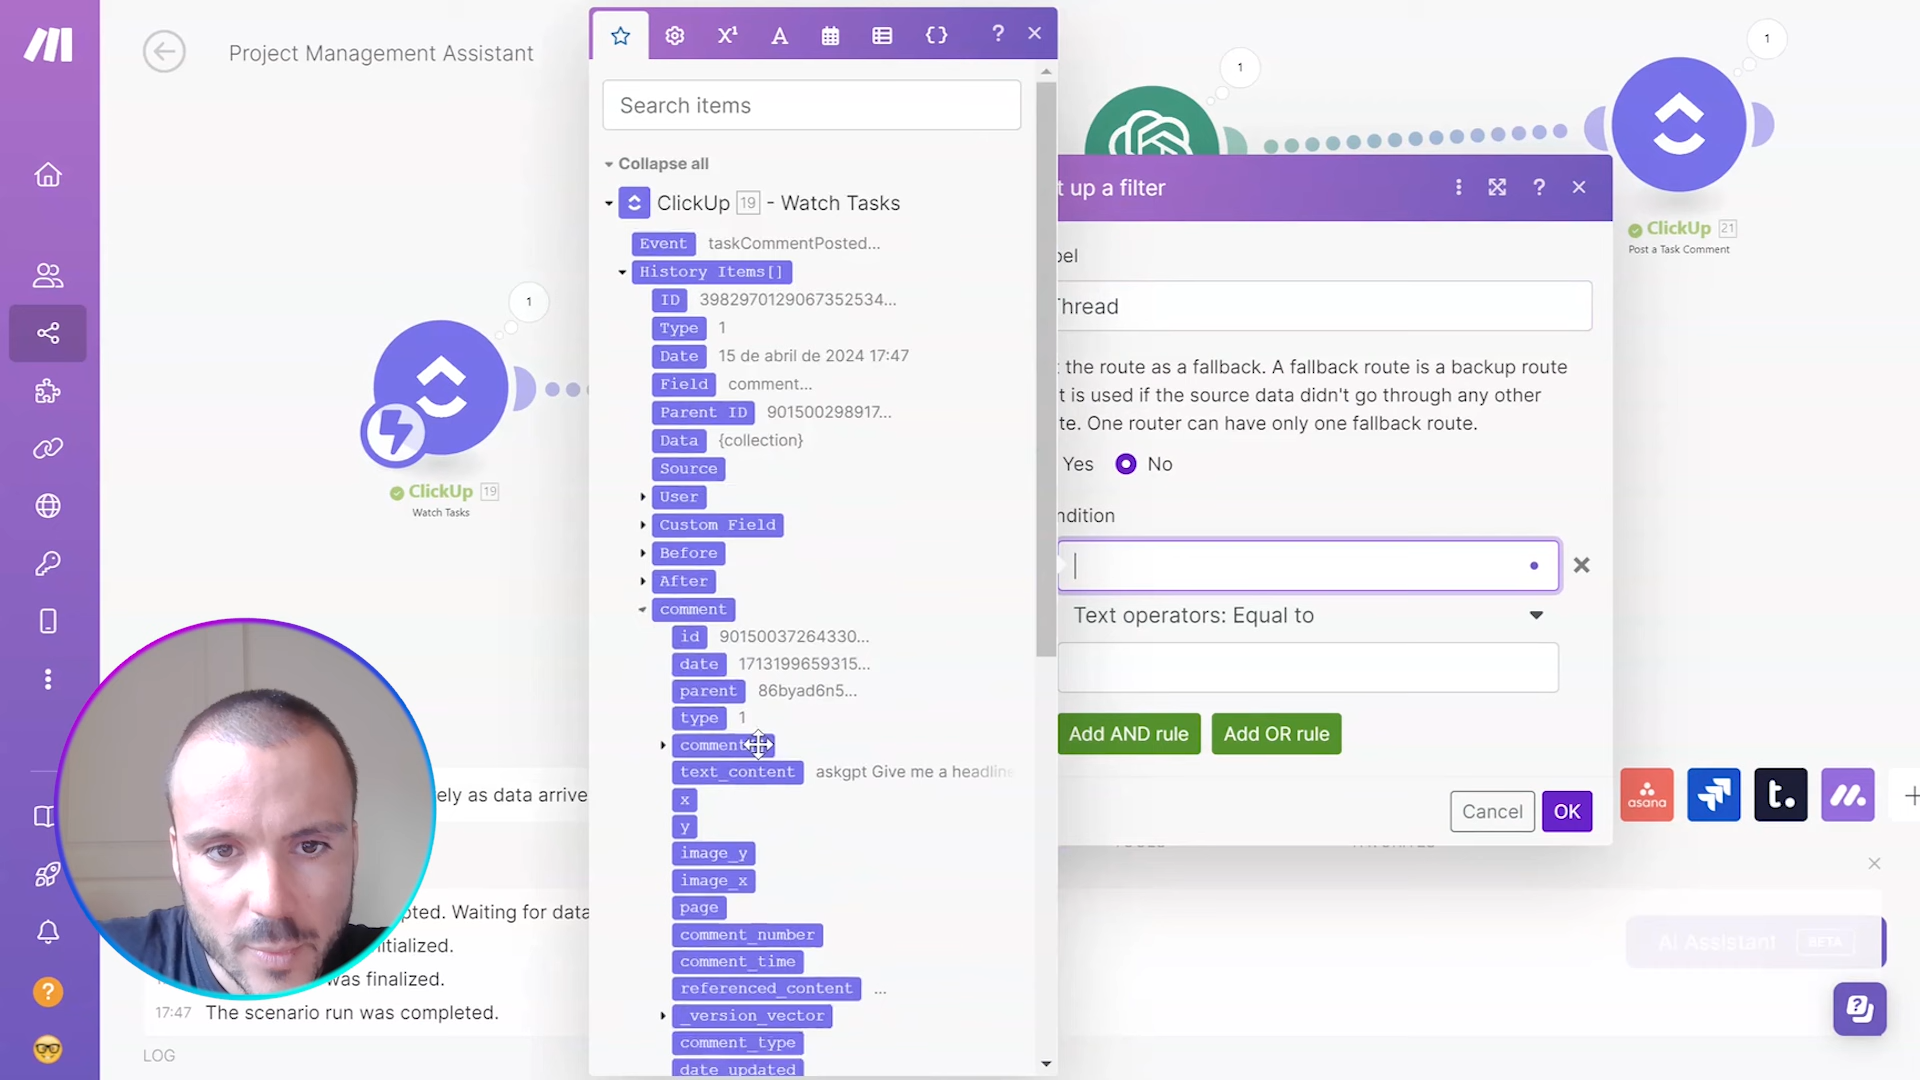 Project Management Assistant
Search items
Collapse all
ClickUp 19 - Watch Tasks
Event taskCommentPosted...
History Items[]
ID 3982970129067352534...
Type 1
Date 15 de abril de 2024 17:47
Field comment...
Parent ID 901500298917...
Data {collection}
Source
User
Custom Field
Before
After
comment
id 90150037264330...
date 1713199659315...
parent 86byad6n5...
type 1
comment
text_content askgpt Give me a headline
x
y
image_y
image_x
page
comment_number
comment_time
referenced_content ...
_version_vector
comment_type
date_updated
1
ClickUp 19
Watch Tasks
1
1
ClickUp 21
Post a Task Comment
t up a filter
Thread
the route as a fallback. A fallback route is a backup route
t is used if the source data didn't go through any other
te. One router can have only one fallback route.
Yes No
ndition
Text operators: Equal to
Add AND rule Add OR rule
Cancel OK
asana
t.
AI Assistant BETA
ely as data arrive
pted. Waiting for data
itialized.
was finalized.
17:47 The scenario run was completed.
LOG